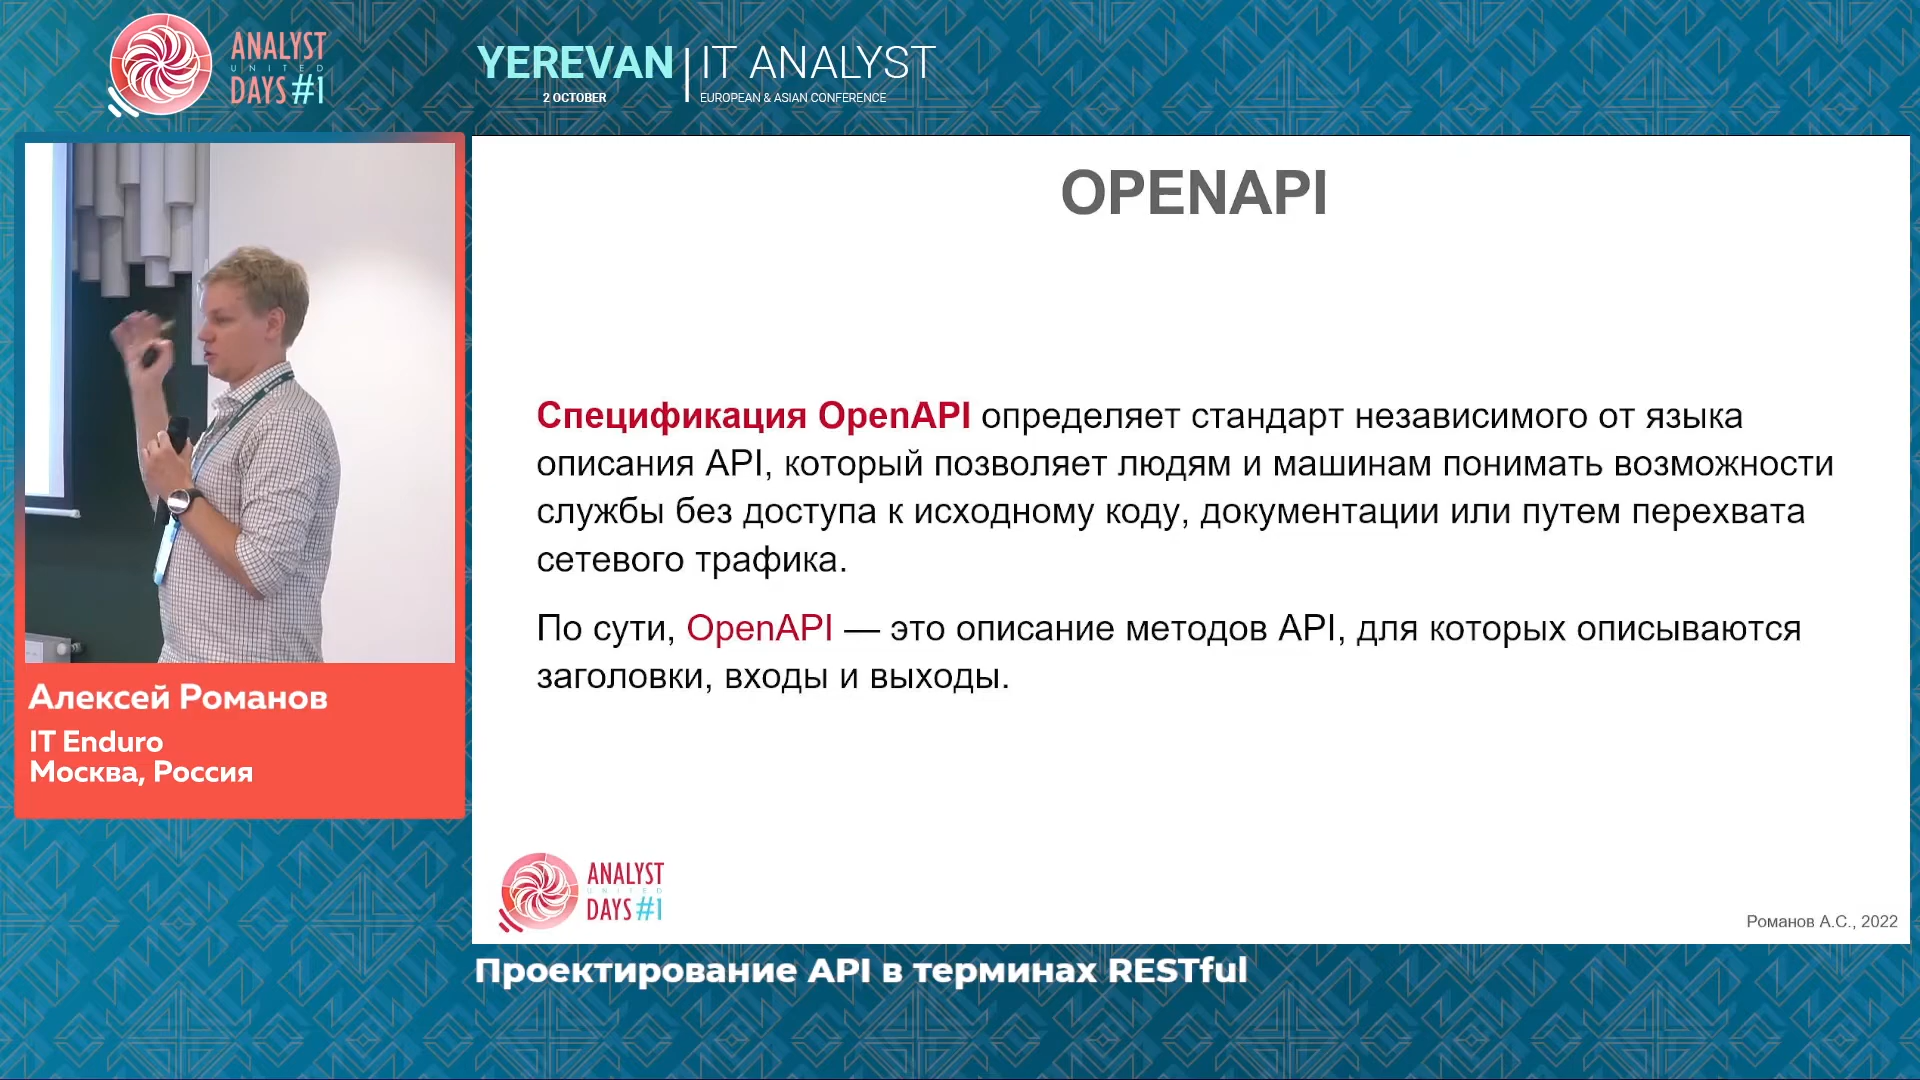 ANALYST
UNITED
DAYS #1
YEREVAN
2 OCTOBER
IT ANALYST
EUROPEAN & ASIAN CONFERENCE
OPENAPI
Спецификация OpenAPI определяет стандарт независимого от языка
описания API, который позволяет людям и машинам понимать возможности
службы без доступа к исходному коду, документации или путем перехвата
сетевого трафика.
По сути, OpenAPI — это описание методов API, для которых описываются
заголовки, входы и выходы.
Алексей Романов
IT Enduro
Москва, Россия
ANALYST
UNITED
DAYS #1
Романов А.С., 2022
Проектирование API в терминах RESTful